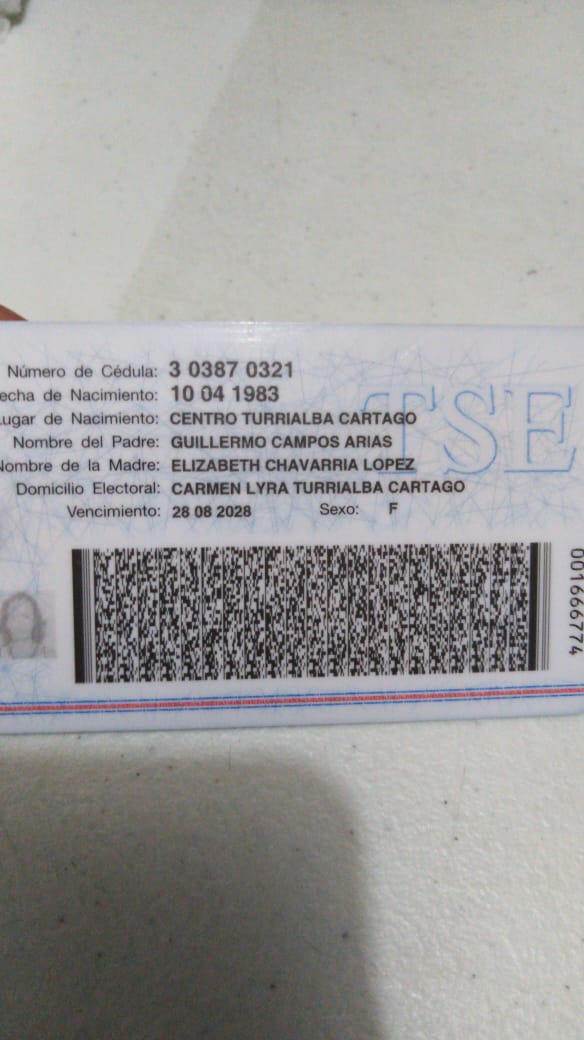 Número de Cédula: 3 0387 0321
echa de Nacimiento: 10 04 1983
ugar de Nacimiento: CENTRO TURRIALBA CARTAGO
Nombre del Padre: GUILLERMO CAMPOS ARIAS
Nombre de la Madre: ELIZABETH CHAVARRIA LOPEZ
Domicilio Electoral: CARMEN LYRA TURRIALBA CARTAGO
Vencimiento: 28 08 2028 Sexo: F
TSE
001666774